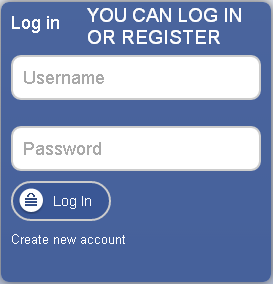 Log in
YOU CAN LOG IN
OR REGISTER
Username
Password
Log In
Create new account